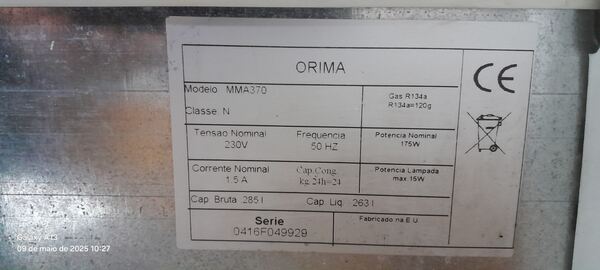 ORIMA
Modelo MMA370
Classe N
Gas R134a
R134a=120g
Tensao Nominal
230V
Frequencia
50 HZ
Potencia Nominal
175W
Corrente Nominal
1.5 A
Cap.Cong.
kg.24h=24
Potencia Lampada
max.15W
Cap Bruta 285 l
Cap Liq 263 l
Serie
0416F049929
Fabricado na E U
CE
Galaxy A13
09 de maio de 2025 10:27